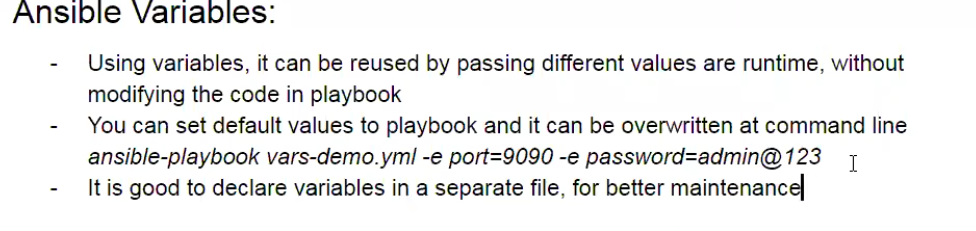 Ansible Variables:
- Using variables, it can be reused by passing different values are runtime, without
modifying the code in playbook
- You can set default values to playbook and it can be overwritten at command line
ansible-playbook vars-demo.yml -e port=9090 -e password=admin@123
- It is good to declare variables in a separate file, for better maintenance